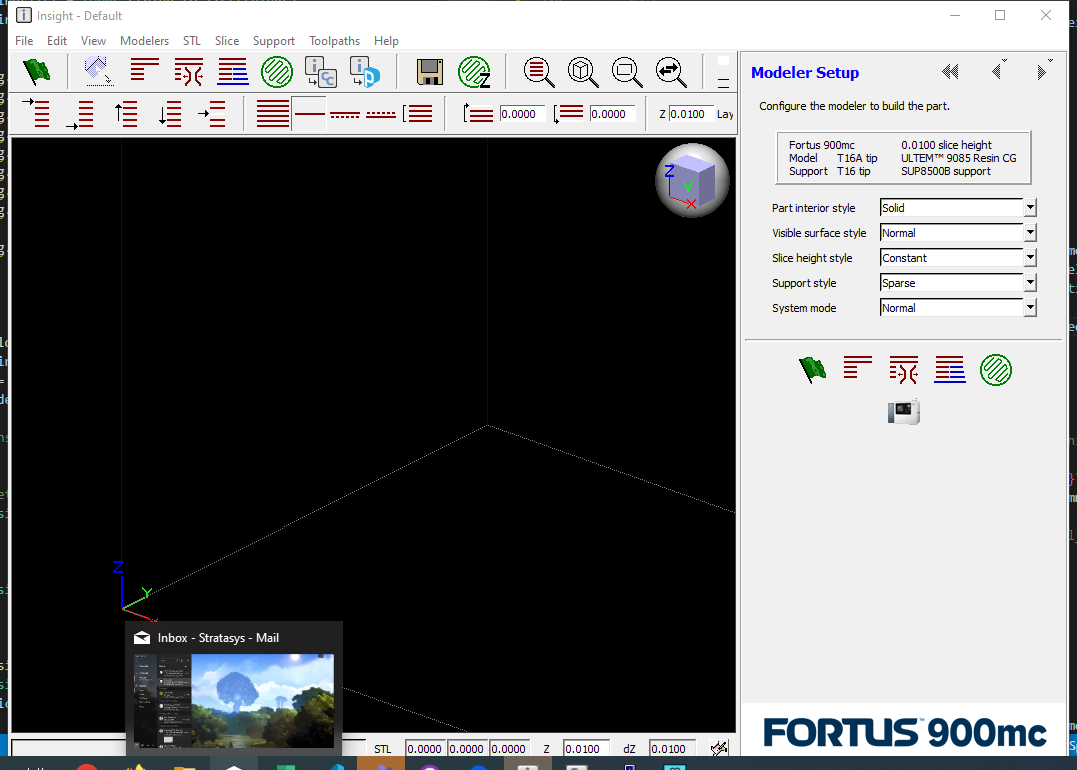 Insight - Default
File Edit View Modelers STL Slice Support Toolpaths Help
0.0000 0.0000 Z 0.0100 Lay
Z
Y
X
Z
Y
Modeler Setup
Configure the modeler to build the part.
Fortus 900mc 0.0100 slice height
Model T16A tip ULTEM™ 9085 Resin CG
Support T16 tip SUP8500B support
Part interior style Solid
Visible surface style Normal
Slice height style Constant
Support style Sparse
System mode Normal
Inbox - Stratasys - Mail
STL 0.0000 0.0000 0.0000 Z 0.0100 dZ 0.0100
FORTUS™ 900mc